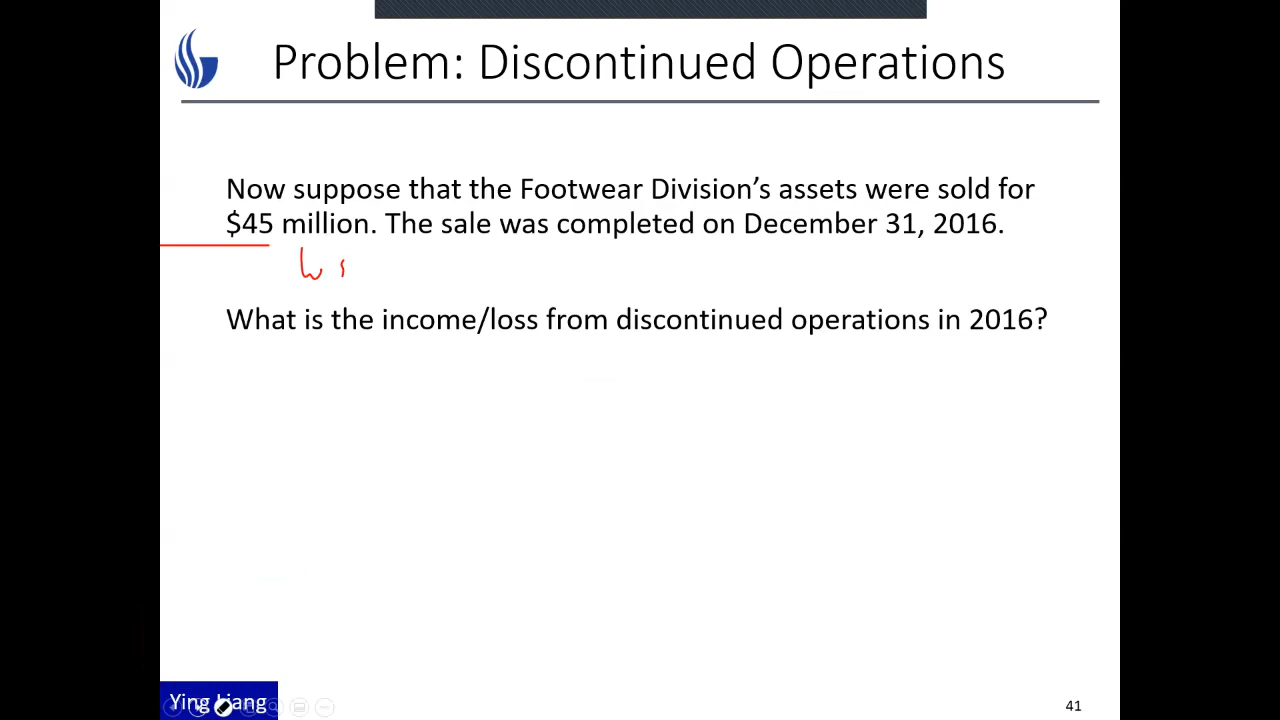 Problem: Discontinued Operations
Now suppose that the Footwear Division’s assets were sold for
$45 million. The sale was completed on December 31, 2016.
What is the income/loss from discontinued operations in 2016?
Ying Liang
41